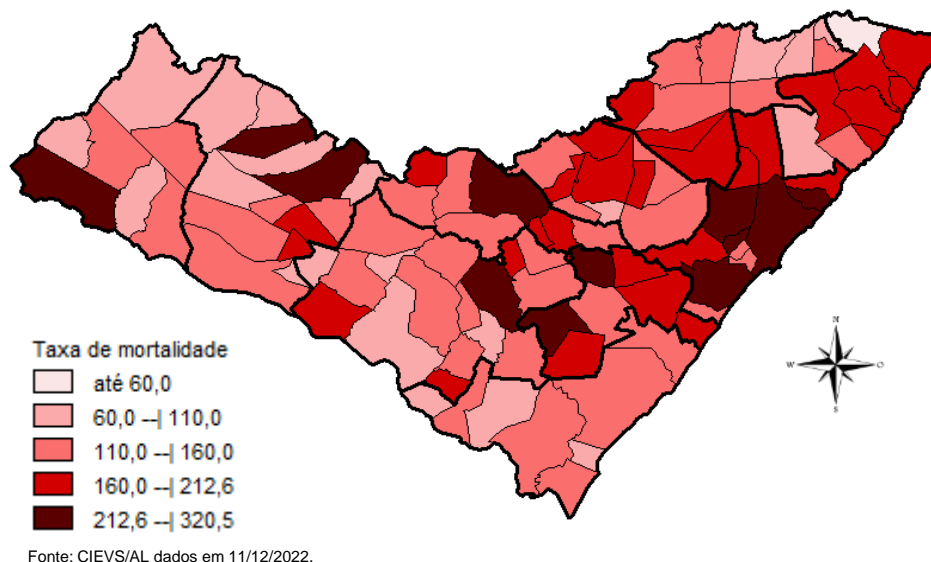 N
W
O
S
Taxa de mortalidade
até 60,0
60,0 --| 110,0
110,0 --| 160,0
160,0 --| 212,6
212,6 --| 320,5
Fonte: CIEVS/AL dados em 11/12/2022.